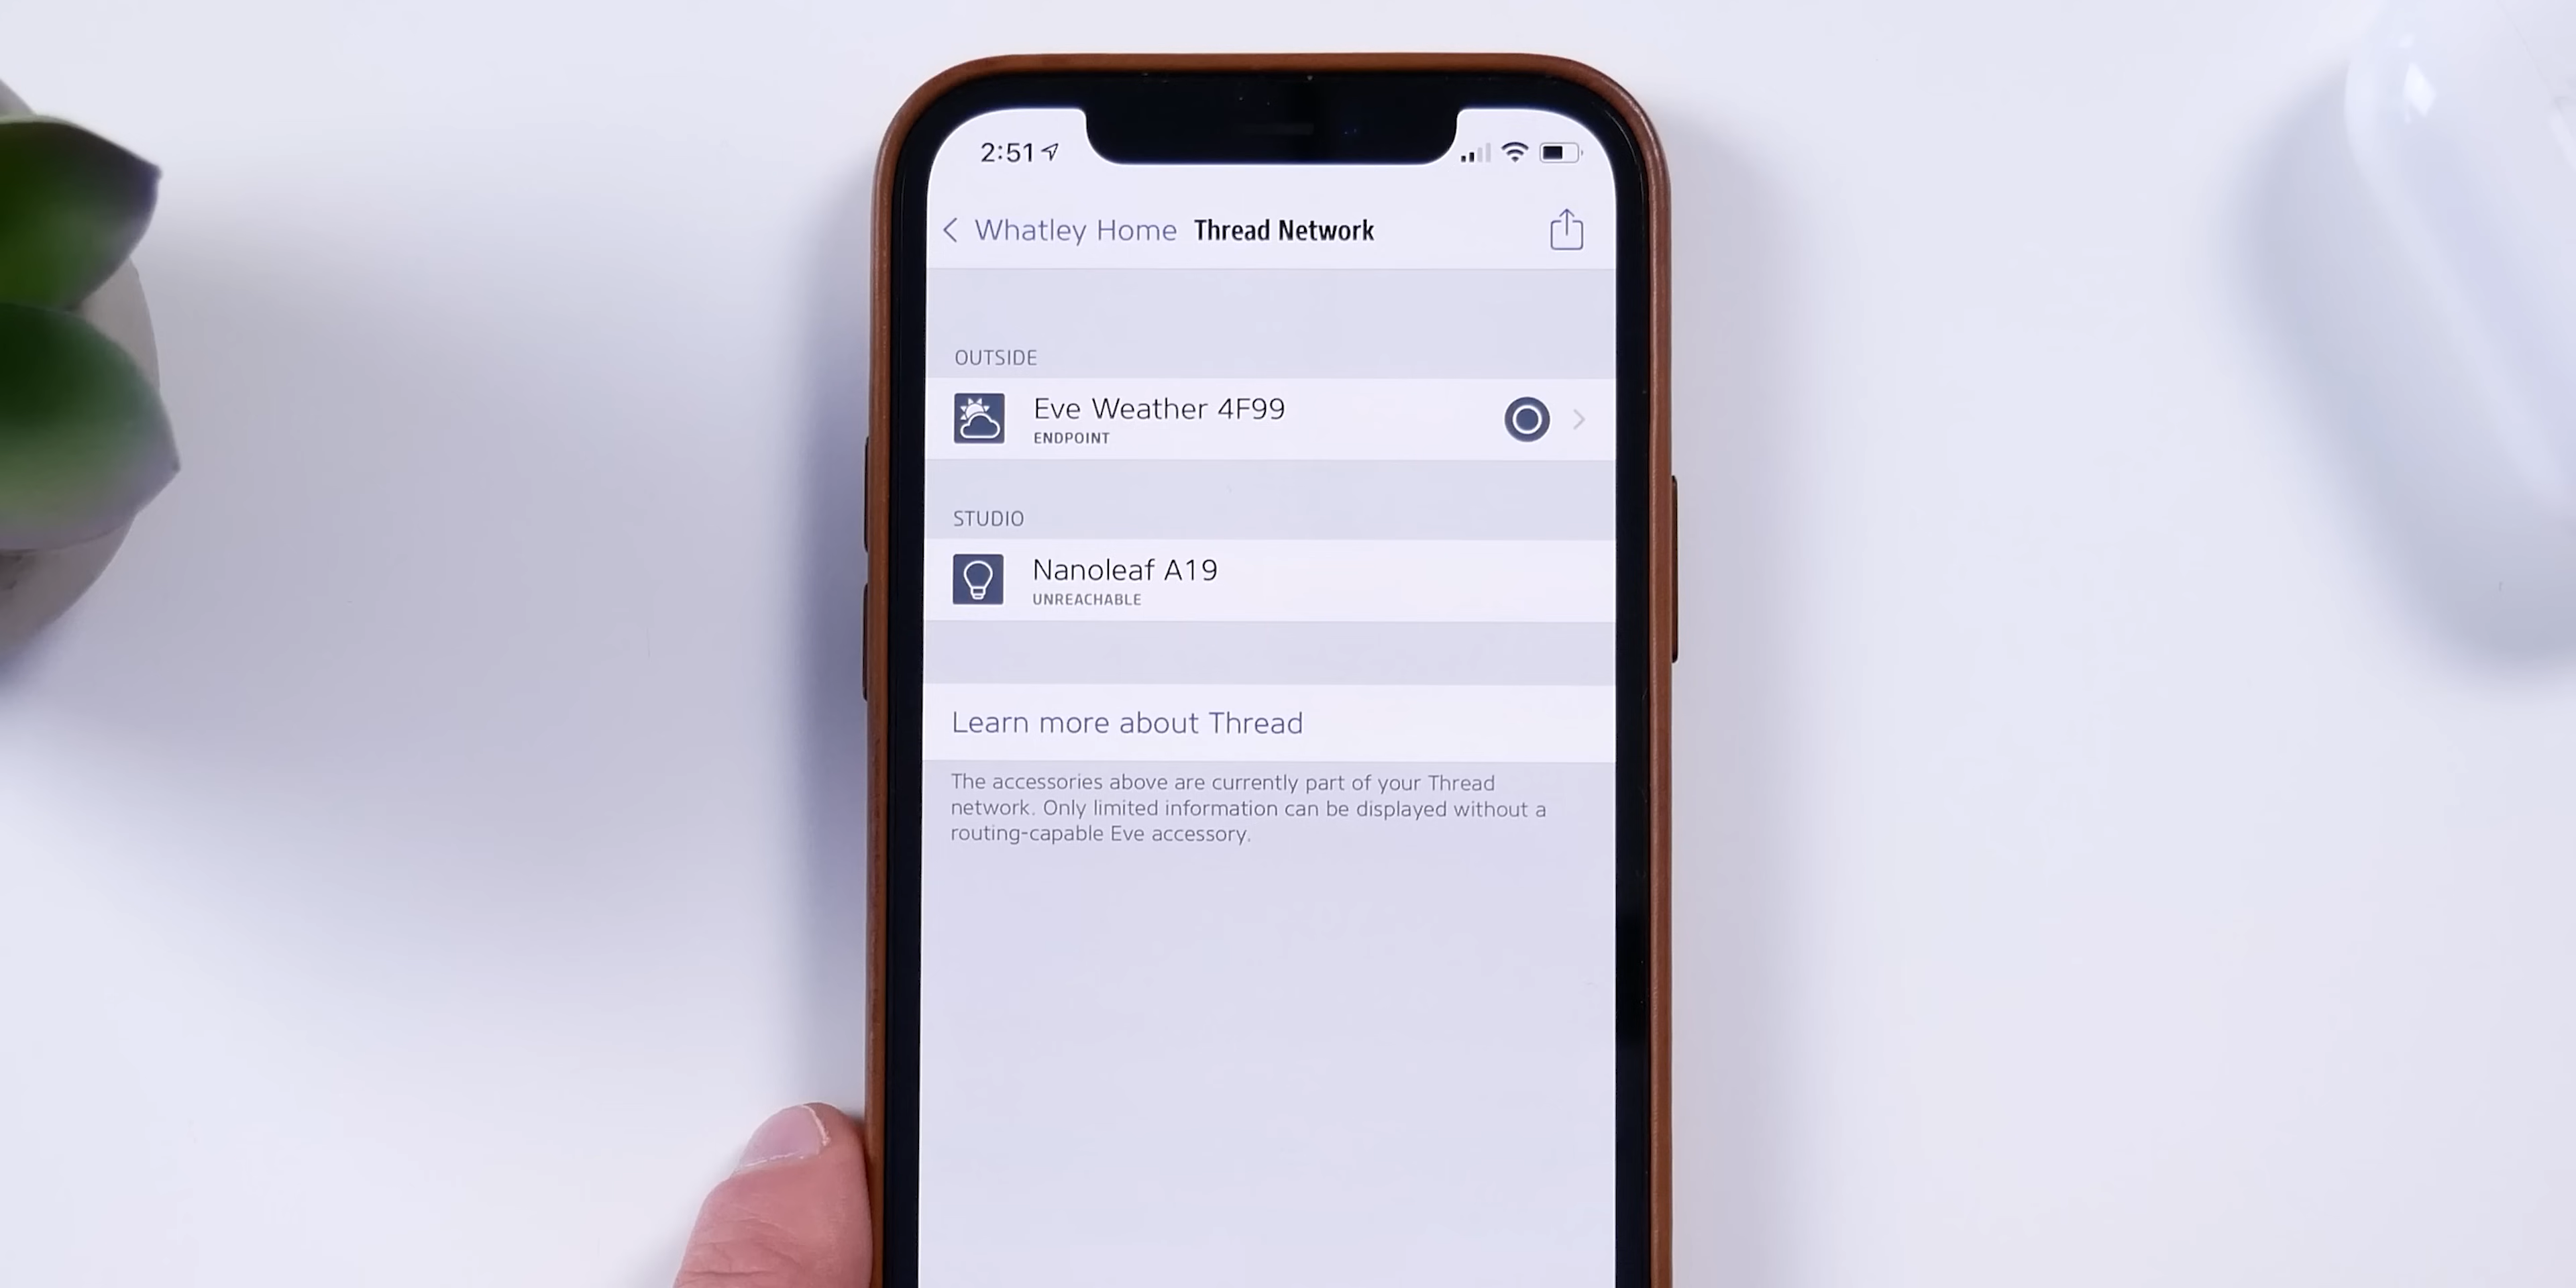 2:51
Whatley Home Thread Network
OUTSIDE
Eve Weather 4F99
ENDPOINT
STUDIO
Nanoleaf A19
UNREACHABLE
Learn more about Thread
The accessories above are currently part of your Thread
network. Only limited information can be displayed without a
routing-capable Eve accessory.